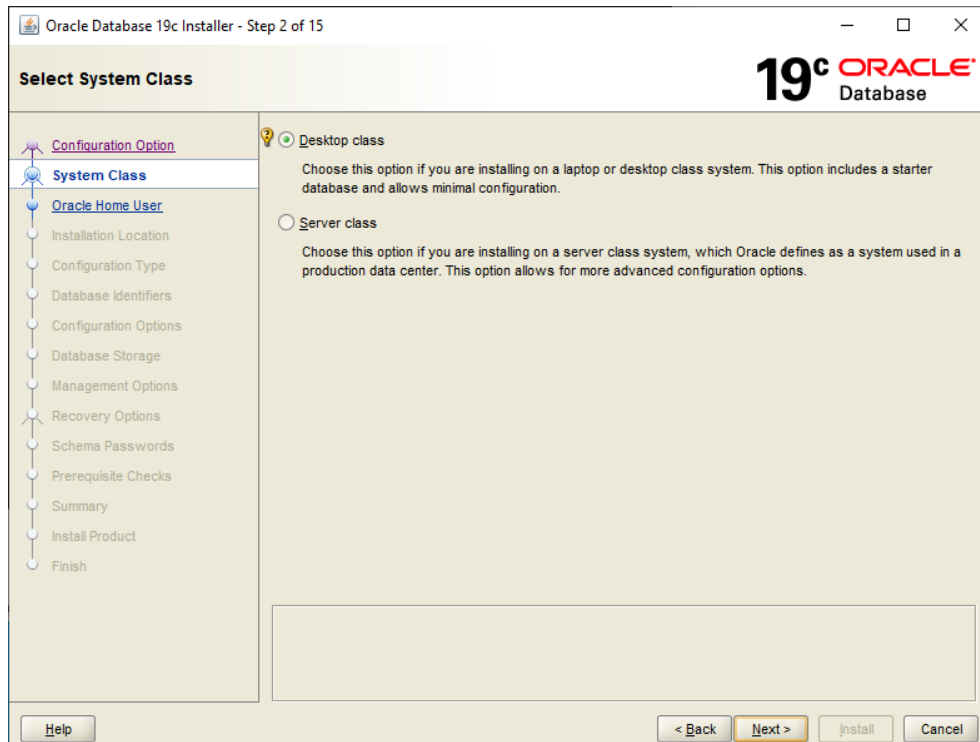 Oracle Database 19c Installer - Step 2 of 15
Select System Class
19c ORACLE
Database
Configuration Option
System Class
Oracle Home User
Installation Location
Configuration Type
Database Identifiers
Configuration Options
Database Storage
Management Options
Recovery Options
Schema Passwords
Prerequisite Checks
Summary
Install Product
Finish
Desktop class
Choose this option if you are installing on a laptop or desktop class system. This option includes a starter
database and allows minimal configuration.
Server class
Choose this option if you are installing on a server class system, which Oracle defines as a system used in a
production data center. This option allows for more advanced configuration options.
Help
< Back
Next >
Install
Cancel